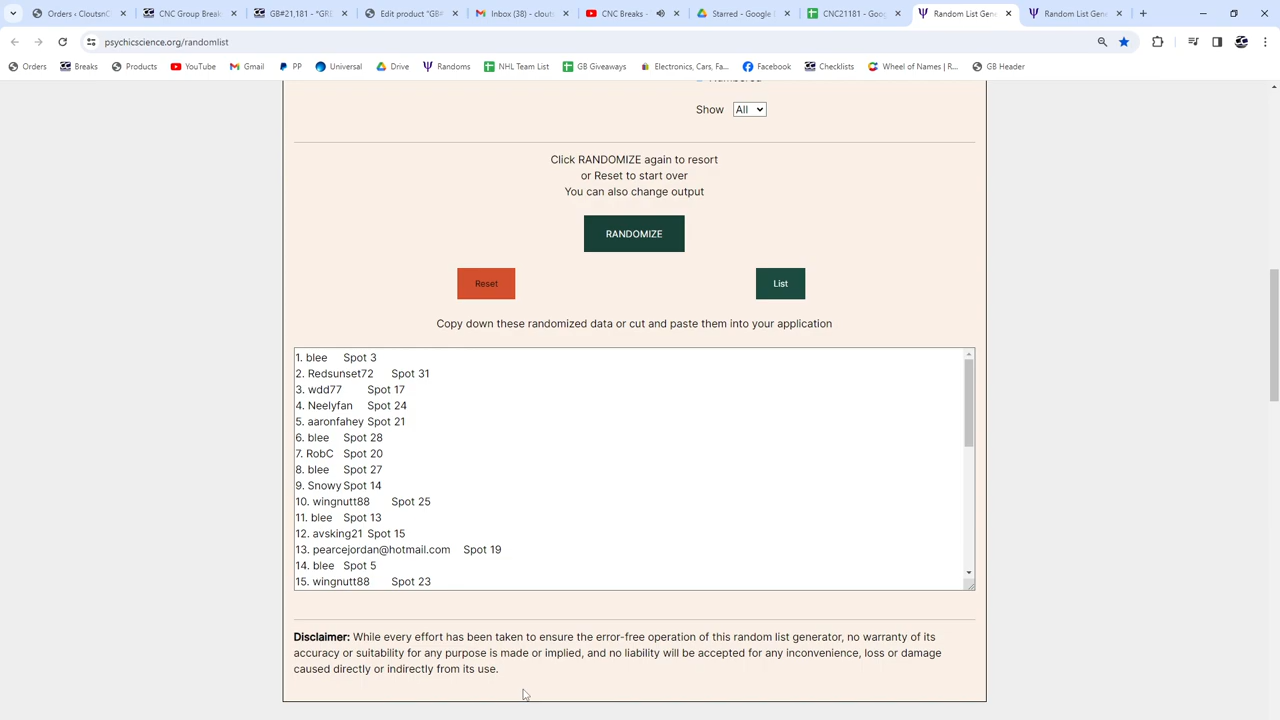 Orders ‹ CloutsnC
CNC Group Break
GB#21,181 - "GRI
Edit product "GB
Inbox (38) - clouts
CNC Breaks -
Starred - Google
CNC21181 - Goog
Random List Gene
Random List Gene
psychicscience.org/randomlist
Orders Breaks Products YouTube Gmail PP Universal Drive Randoms NHL Team List GB Giveaways Electronics, Cars, Fa... Facebook Checklists Wheel of Names | R... GB Header
Numbered
Show All
Click RANDOMIZE again to resort
or Reset to start over
You can also change output
RANDOMIZE
Reset List
Copy down these randomized data or cut and paste them into your application
1. blee Spot 3
2. Redsunset72 Spot 31
3. wdd77 Spot 17
4. Neelyfan Spot 24
5. aaronfahey Spot 21
6. blee Spot 28
7. RobC Spot 20
8. blee Spot 27
9. Snowy Spot 14
10. wingnutt88 Spot 25
11. blee Spot 13
12. avsking21 Spot 15
13. pearcejordan@hotmail.com Spot 19
14. blee Spot 5
15. wingnutt88 Spot 23
Disclaimer: While every effort has been taken to ensure the error-free operation of this random list generator, no warranty of its
accuracy or suitability for any purpose is made or implied, and no liability will be accepted for any inconvenience, loss or damage
caused directly or indirectly from its use.